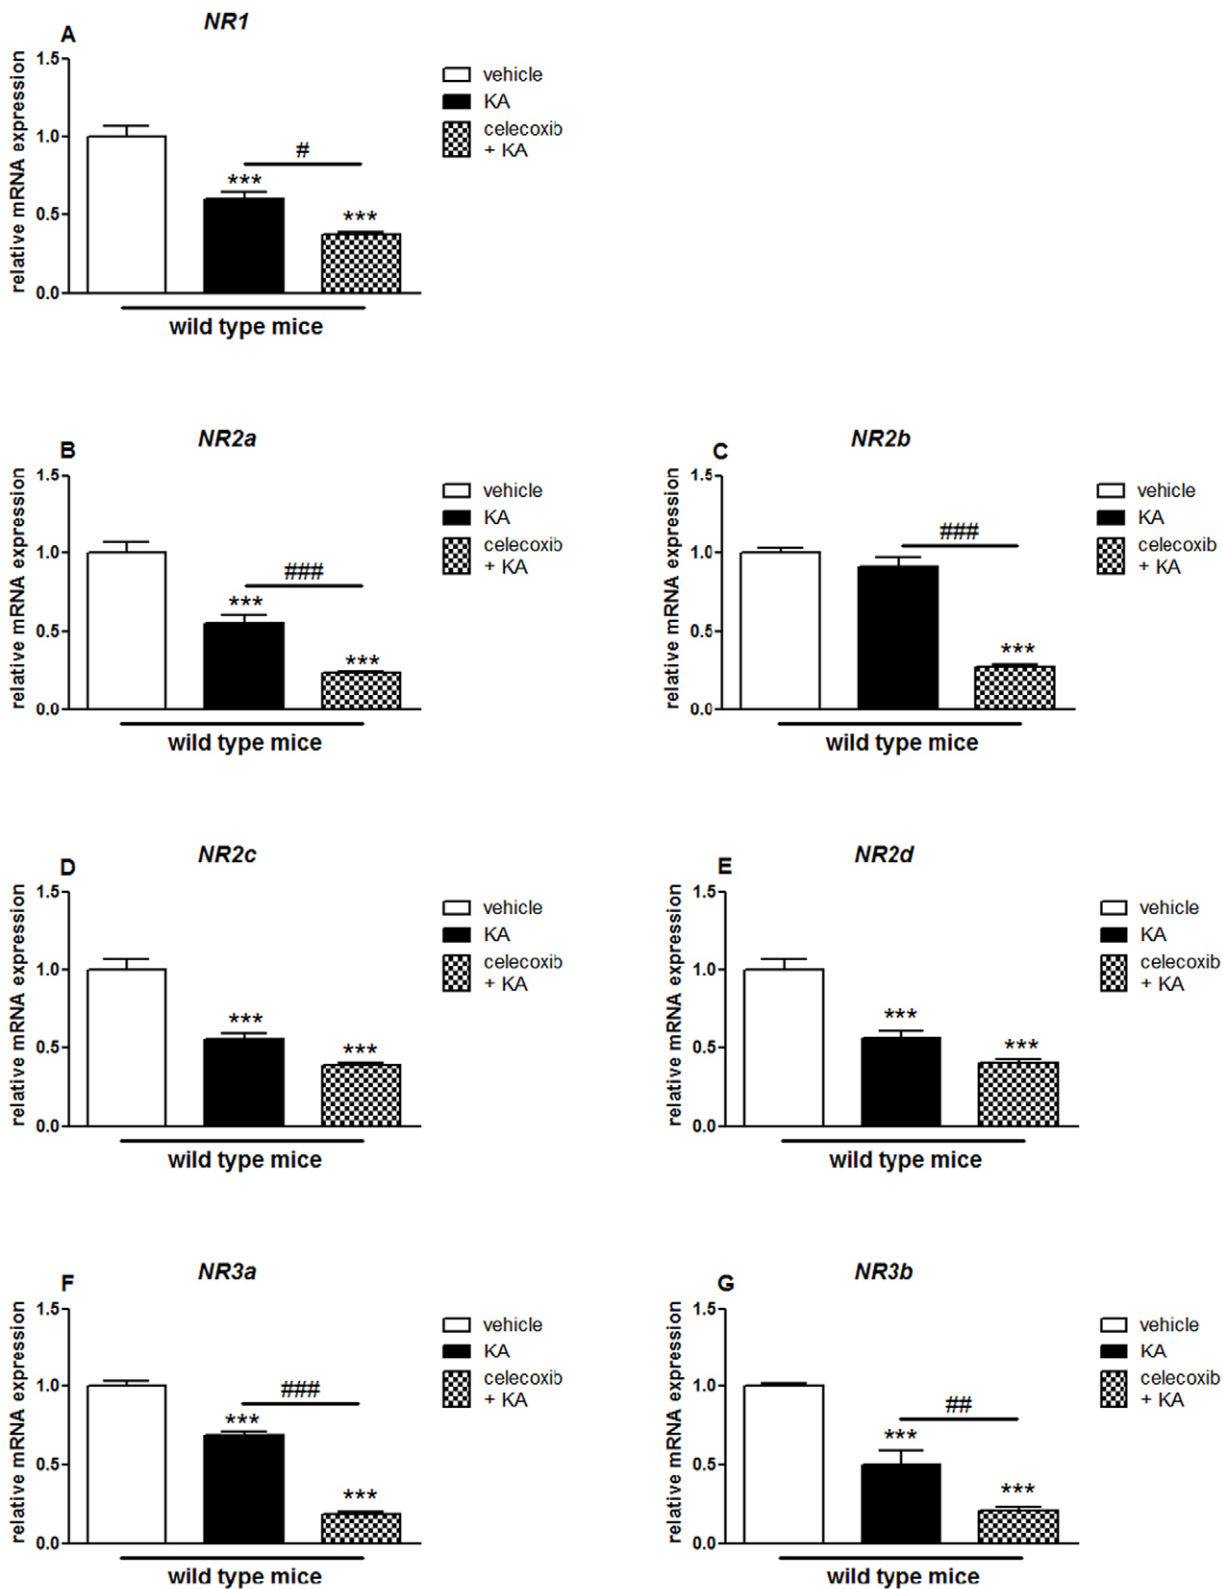 A
NR1
relative mRNA expression
1.5
1.0
0.5
0.0
***
#
***
wild type mice
vehicle
KA
celecoxib
+ KA
B
NR2a
relative mRNA expression
1.5
1.0
0.5
0.0
***
###
***
wild type mice
vehicle
KA
celecoxib
+ KA
C
NR2b
relative mRNA expression
1.5
1.0
0.5
0.0
###
***
wild type mice
vehicle
KA
celecoxib
+ KA
D
NR2c
relative mRNA expression
1.5
1.0
0.5
0.0
***
***
wild type mice
vehicle
KA
celecoxib
+ KA
E
NR2d
relative mRNA expression
1.5
1.0
0.5
0.0
***
***
wild type mice
vehicle
KA
celecoxib
+ KA
F
NR3a
relative mRNA expression
1.5
1.0
0.5
0.0
***
###
***
wild type mice
vehicle
KA
celecoxib
+ KA
G
NR3b
relative mRNA expression
1.5
1.0
0.5
0.0
***
##
***
wild type mice
vehicle
KA
celecoxib
+ KA